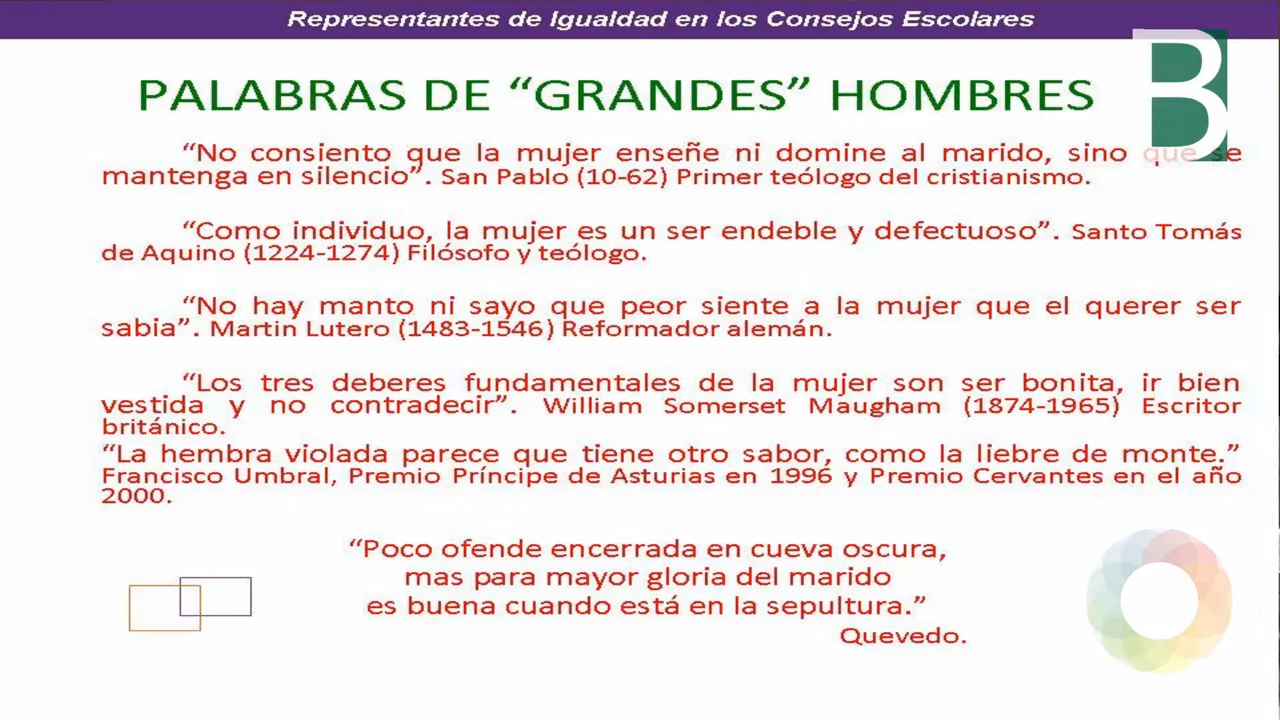 Representantes de Igualdad en los Consejos Escolares
B
PALABRAS DE “GRANDES” HOMBRES
“No consiento que la mujer enseñe ni domine al marido, sino que se
mantenga en silencio”. San Pablo (10-62) Primer teólogo del cristianismo.
“Como individuo, la mujer es un ser endeble y defectuoso”. Santo Tomás
de Aquino (1224-1274) Filósofo y teólogo.
“No hay manto ni sayo que peor siente a la mujer que el querer ser
sabia”. Martin Lutero (1483-1546) Reformador alemán.
“Los tres deberes fundamentales de la mujer son ser bonita, ir bien
vestida y no contradecir”. William Somerset Maugham (1874-1965) Escritor
británico.
“La hembra violada parece que tiene otro sabor, como la liebre de monte.”
Francisco Umbral, Premio Príncipe de Asturias en 1996 y Premio Cervantes en el año
2000.
“Poco ofende encerrada en cueva oscura,
mas para mayor gloria del marido
es buena cuando está en la sepultura.”
Quevedo.